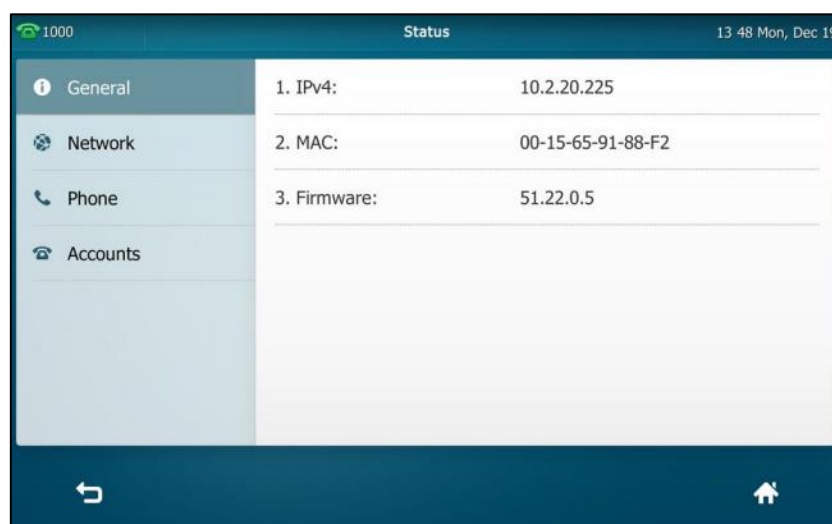 1000 Status 13 48 Mon, Dec 19
General
Network
Phone
Accounts
1. IPv4: 10.2.20.225
2. MAC: 00-15-65-91-88-F2
3. Firmware: 51.22.0.5